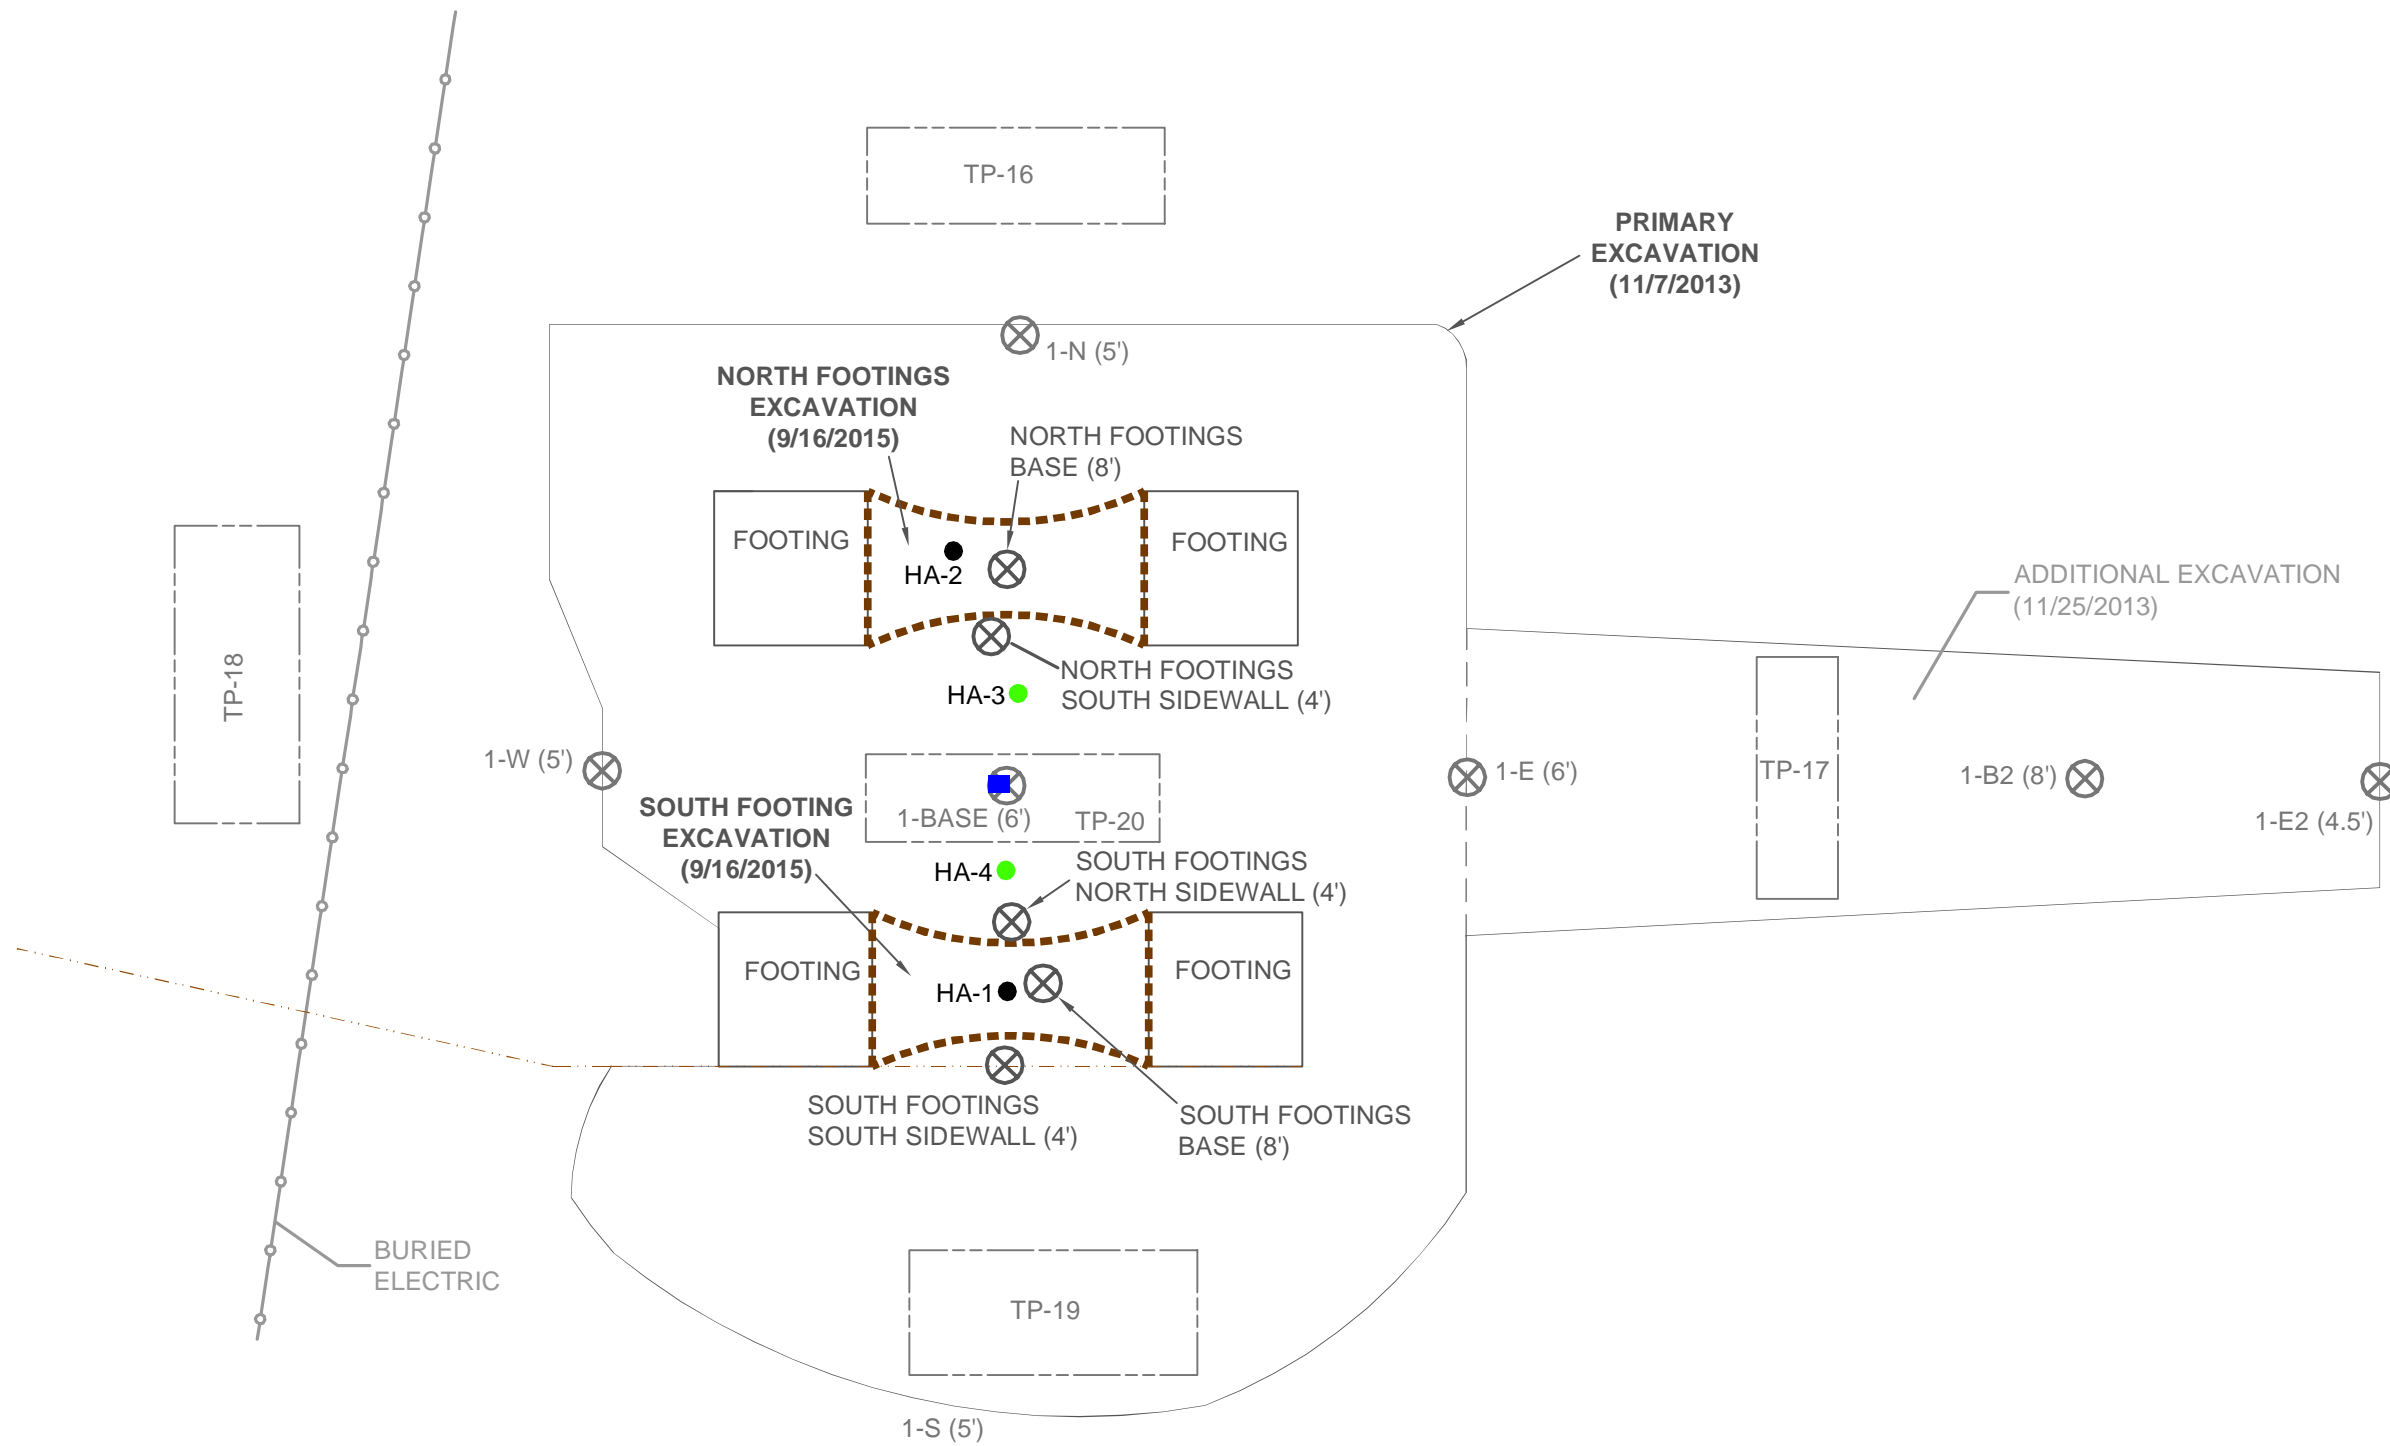 TP-16
PRIMARY
EXCAVATION
(11/7/2013)
1-N (5')
NORTH FOOTINGS
EXCAVATION
(9/16/2015)
NORTH FOOTINGS
BASE (8')
FOOTING
HA-2
FOOTING
ADDITIONAL EXCAVATION
(11/25/2013)
TP-18
NORTH FOOTINGS
SOUTH SIDEWALL (4')
HA-3
1-W (5')
1-E (6')
TP-17
1-B2 (8')
1-E2 (4.5')
1-BASE (6')
TP-20
SOUTH FOOTING
EXCAVATION
(9/16/2015)
HA-4
SOUTH FOOTINGS
NORTH SIDEWALL (4')
FOOTING
HA-1
FOOTING
SOUTH FOOTINGS
SOUTH SIDEWALL (4')
SOUTH FOOTINGS
BASE (8')
BURIED
ELECTRIC
TP-19
1-S (5')